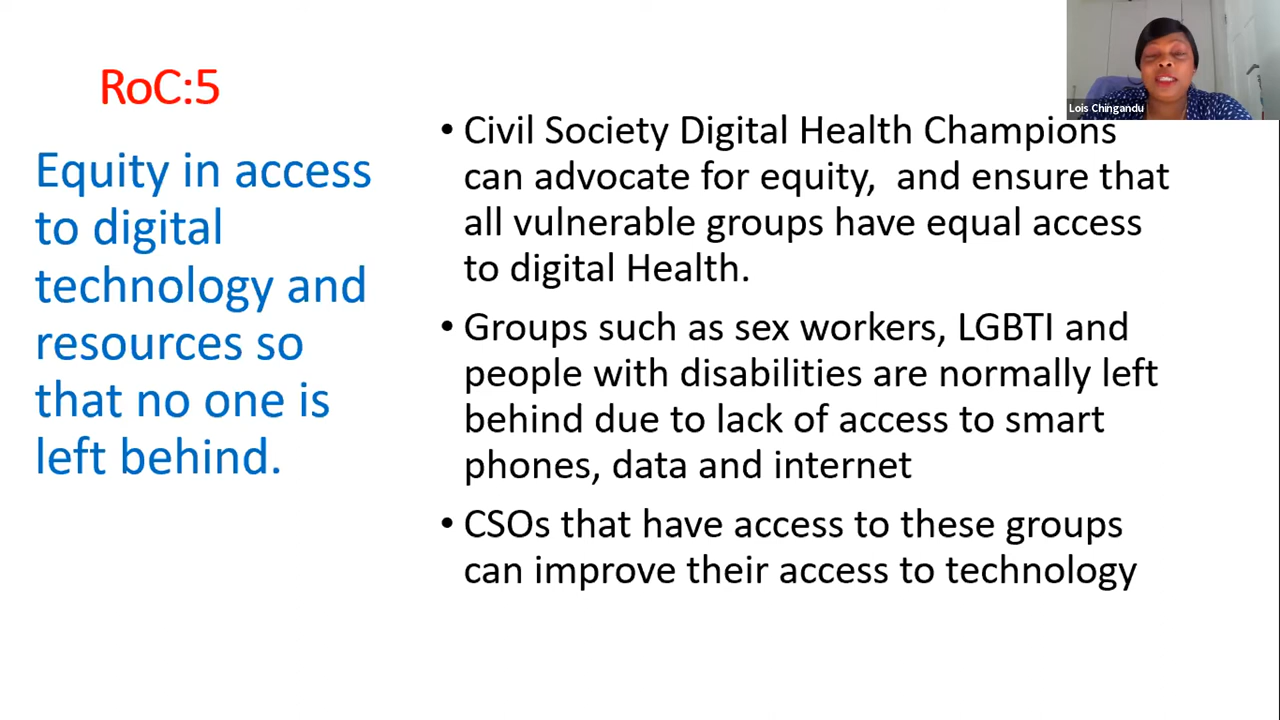 RoC:5
Equity in access
to digital
technology and
resources so
that no one is
left behind.
• Civil Society Digital Health Champions
can advocate for equity,  and ensure that
all vulnerable groups have equal access
to digital Health.
• Groups such as sex workers, LGBTI and
people with disabilities are normally left
behind due to lack of access to smart
phones, data and internet
• CSOs that have access to these groups
can improve their access to technology
Lois Chingandu